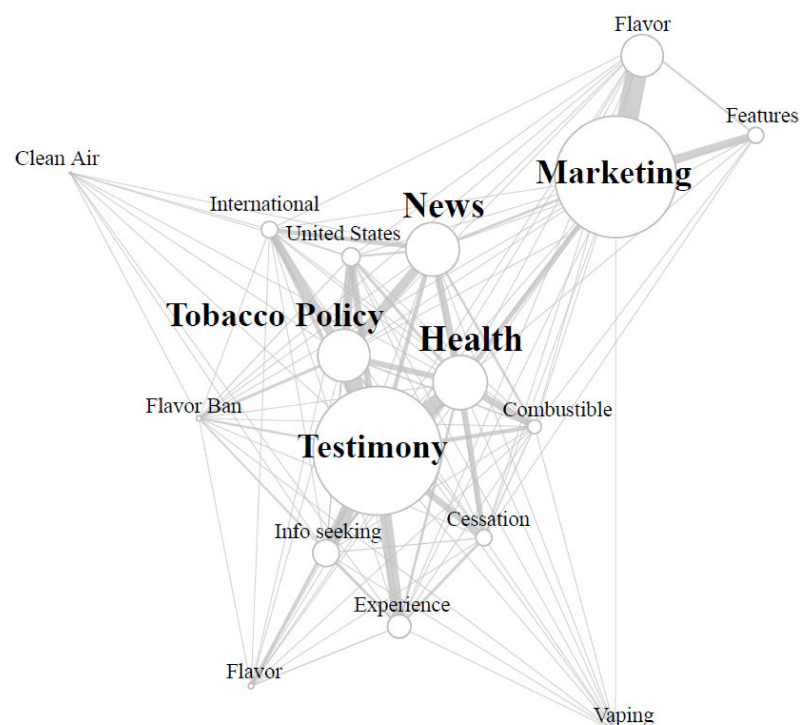 Flavor
Features
Clean Air
Marketing
International
News
United States
Tobacco Policy
Health
Flavor Ban
Combustible
Testimony
Info seeking
Cessation
Experience
Flavor
Vaping